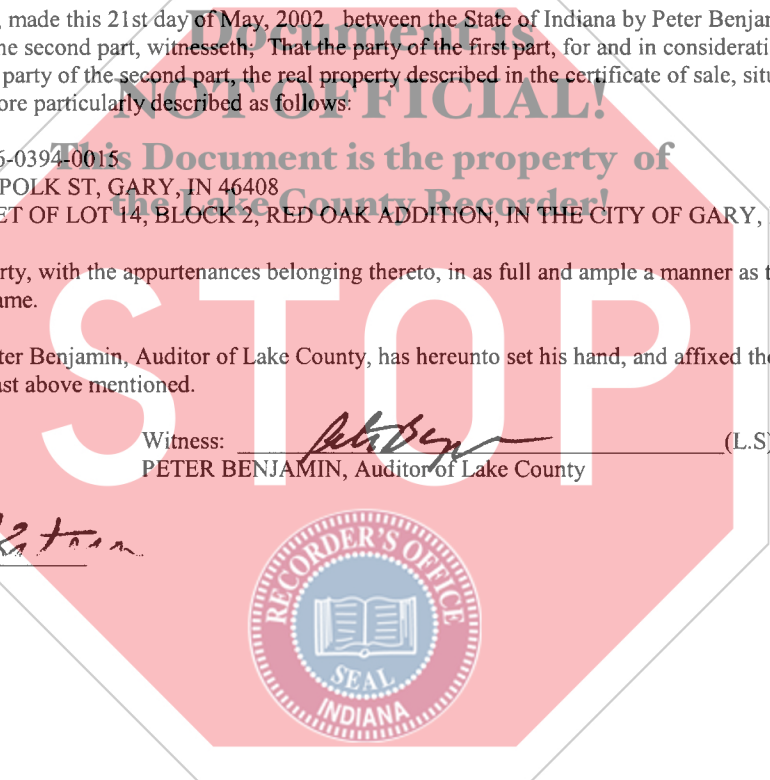 , made this 21st day of May, 2002 between the State of Indiana by Peter Benjam
he second part, witnesseth; That the party of the first part, for and in considerati
party of the second part, the real property described in the certificate of sale, situ
ore particularly described as follows:
Document is
NOT OFFICIAL!
This Document is the property of
the Lake County Recorder!
6-0394-0015
POLK ST, GARY, IN 46408
ET OF LOT 14, BLOCK 2, RED OAK ADDITION, IN THE CITY OF GARY,
rty, with the appurtenances belonging thereto, in as full and ample a manner as t
ame.
STOP
ter Benjamin, Auditor of Lake County, has hereunto set his hand, and affixed the
ast above mentioned.
Witness: (L.S)
PETER BENJAMIN, Auditor of Lake County
RECORDER'S OFFICE
SEAL
INDIANA